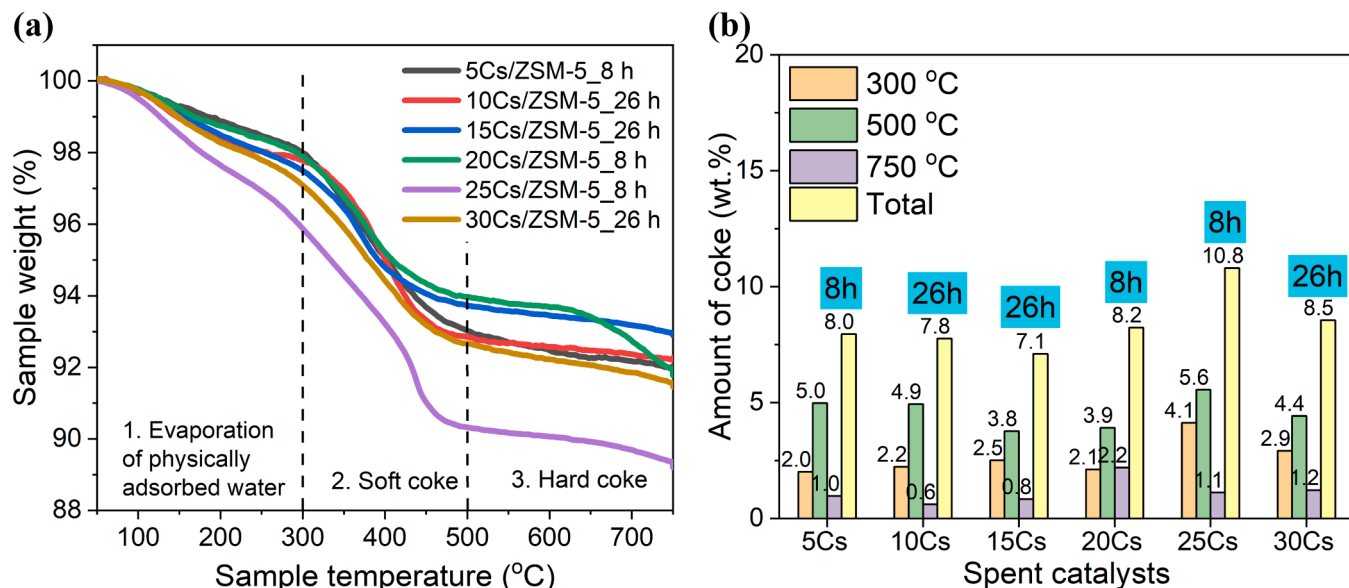 (a)
Sample weight (%)
100
98
96
94
92
90
88
5Cs/ZSM-5_8 h
10Cs/ZSM-5_26 h
15Cs/ZSM-5_26 h
20Cs/ZSM-5_8 h
25Cs/ZSM-5_8 h
30Cs/ZSM-5_26 h
1. Evaporation
of physically
adsorbed water
2. Soft coke
3. Hard coke
100 200 300 400 500 600 700
Sample temperature (°C)
(b)
Amount of coke (wt.%)
20
15
10
5
0
300 °C
500 °C
750 °C
Total
8h
26h
26h
8h
8h
26h
2.0 5.0 1.0 8.0
2.2 4.9 0.6 7.8
2.5 3.8 0.8 7.1
2.1 3.9 2.2 8.2
4.1 5.6 1.1 10.8
2.9 4.4 1.2 8.5
5Cs 10Cs 15Cs 20Cs 25Cs 30Cs
Spent catalysts